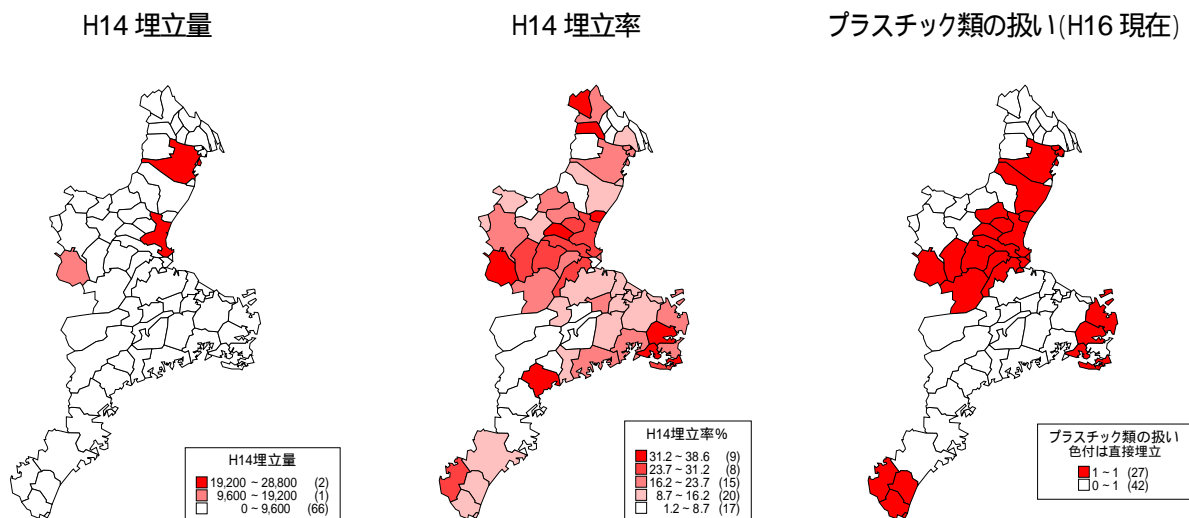 H14 埋立量
H14 埋立率
プラスチック類の扱い(H16 現在)
H14埋立量
19,200 ~ 28,800 (2)
9,600 ~ 19,200 (1)
0 ~ 9,600 (66)
H14埋立率%
31.2 ~ 38.6 (9)
23.7 ~ 31.2 (8)
16.2 ~ 23.7 (15)
8.7 ~ 16.2 (20)
1.2 ~ 8.7 (17)
プラスチック類の扱い
色付は直接埋立
1 ~ 1 (27)
0 ~ 1 (42)